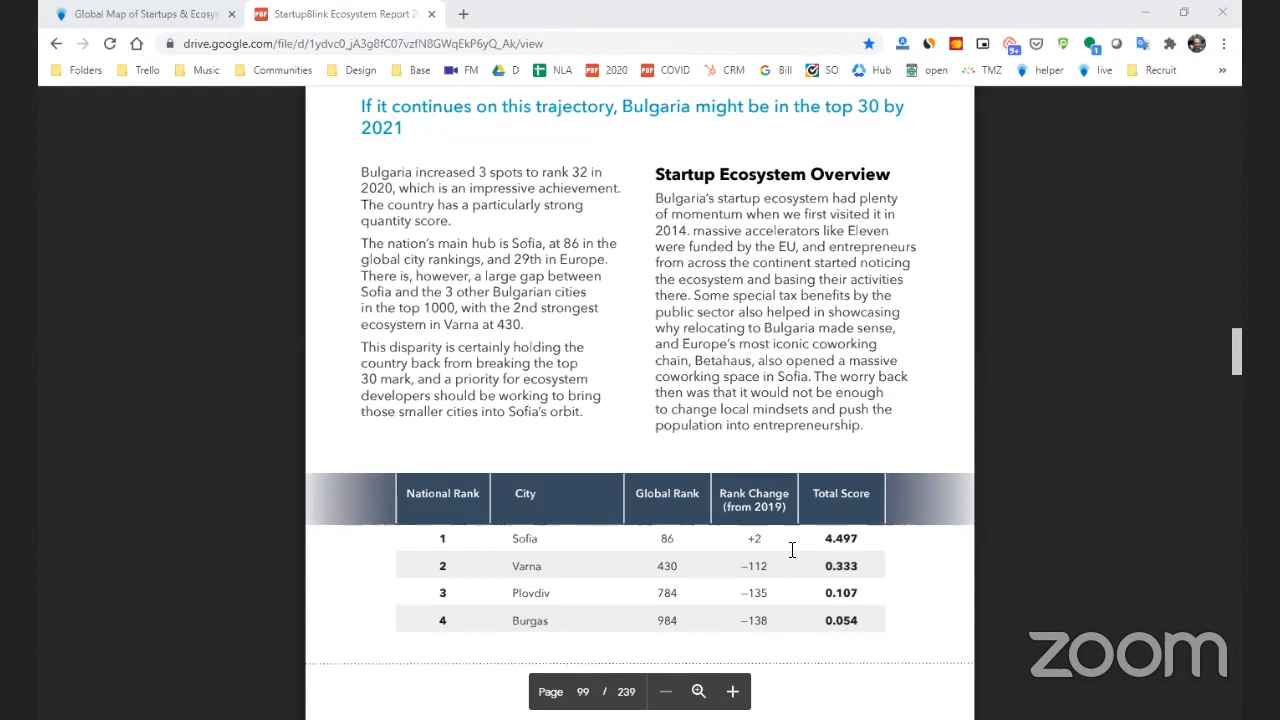 Global Map of Startups & Ecosys
StartupBlink Ecosystem Report 2
drive.google.com/file/d/1ydvc0_jA3g8fC07vzfN8GWqEkP6yQ_Ak/view
9+
1
Folders Trello Music Communities Design Base FM D NLA 2020 COVID CRM Bill SO Hub open TMZ helper live Recruit »
If it continues on this trajectory, Bulgaria might be in the top 30 by
2021
Bulgaria increased 3 spots to rank 32 in
2020, which is an impressive achievement.
The country has a particularly strong
quantity score.
The nation's main hub is Sofia, at 86 in the
global city rankings, and 29th in Europe.
There is, however, a large gap between
Sofia and the 3 other Bulgarian cities
in the top 1000, with the 2nd strongest
ecosystem in Varna at 430.
This disparity is certainly holding the
country back from breaking the top
30 mark, and a priority for ecosystem
developers should be working to bring
those smaller cities into Sofia's orbit.
Startup Ecosystem Overview
Bulgaria's startup ecosystem had plenty
of momentum when we first visited it in
2014. massive accelerators like Eleven
were funded by the EU, and entrepreneurs
from across the continent started noticing
the ecosystem and basing their activities
there. Some special tax benefits by the
public sector also helped in showcasing
why relocating to Bulgaria made sense,
and Europe's most iconic coworking
chain, Betahaus, also opened a massive
coworking space in Sofia. The worry back
then was that it would not be enough
to change local mindsets and push the
population into entrepreneurship.
National Rank City Global Rank Rank Change Total Score
(from 2019)
1 Sofia 86 +2 4.497
2 Varna 430 −112 0.333
3 Plovdiv 784 −135 0.107
4 Burgas 984 −138 0.054
zoom
Page 99 / 239